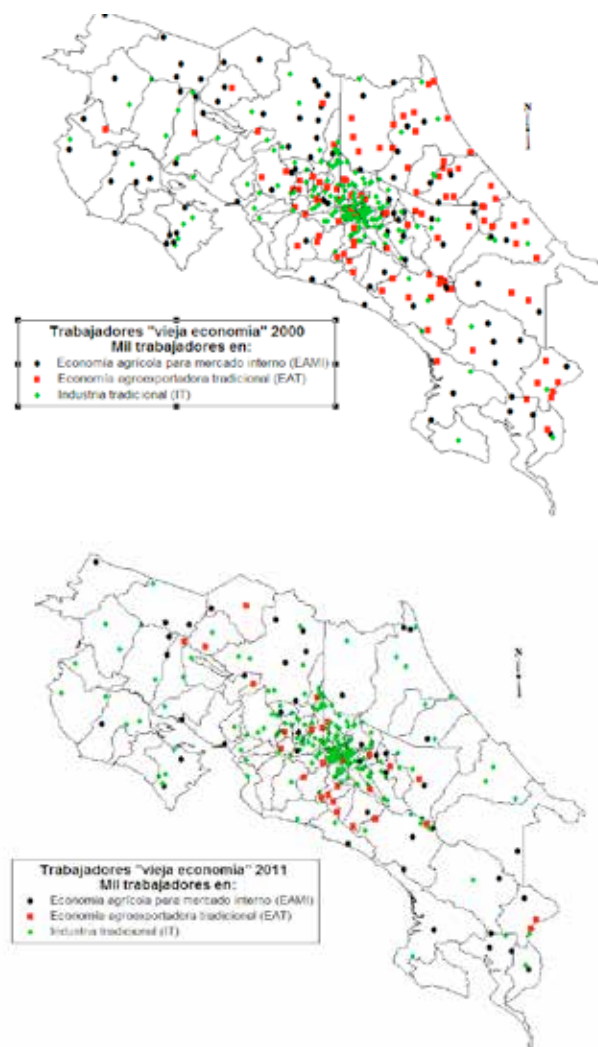 N
Trabajadores "vieja economía" 2000
Mil trabajadores en:
Economía agrícola para mercado interno (EAMI)
Economía agroexportadora tradicional (EAT)
Industria tradicional (IT)
N
Trabajadores "vieja economía" 2011
Mil trabajadores en:
Economía agrícola para mercado interno (EAMI)
Economía agroexportadora tradicional (EAT)
Industria tradicional (IT)